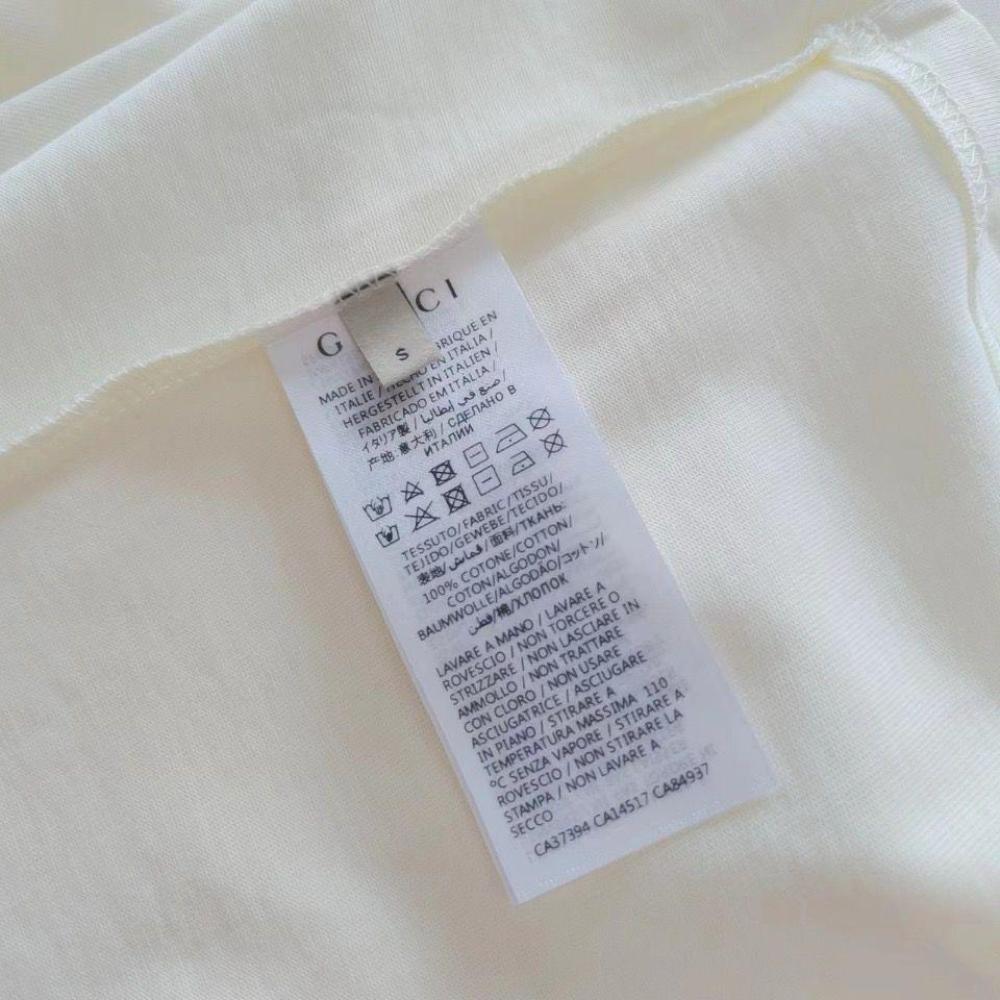 G CI
S
MADE IN BRIQUE EN
ITALIE / HECHO EN ITALIA /
HERGESTELLT IN ITALIEN /
FABRICADO EM ITALIA /
イタリア製 / صنع في إيطاليا /
产地:意大利 / СДЕЛАНО В
ИТАЛИИ
TESSUTO/FABRIC/TISSU/
TEJIDO/GEWEBE/TECIDO/
表地/قماش/面料/ТКАНЬ:
100% COTONE/COTTON/
COTON/ALGODON/
BAUMWOLLE/ALGODÃO/コットン/
قطن/棉/ХЛОПОК
LAVARE A MANO / LAVARE A
ROVESCIO / NON TORCERE O
STRIZZARE / NON LASCIARE IN
AMMOLLO / NON TRATTARE
CON CLORO / NON USARE
ASCIUGATRICE / ASCIUGARE
IN PIANO / STIRARE A
TEMPERATURA MASSIMA 110
°C SENZA VAPORE / STIRARE A
ROVESCIO / NON STIRARE LA
STAMPA / NON LAVARE A
SECCO
CA37394 CA14517 CA84937